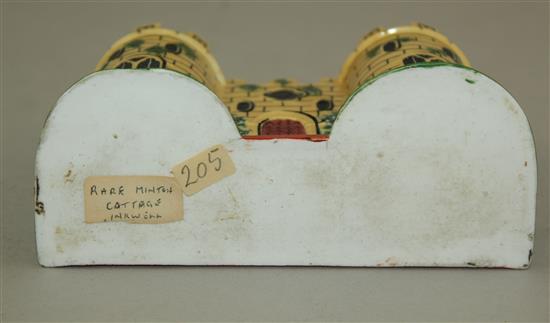 RARE MINTON
COTTAGE
INKWELL
205